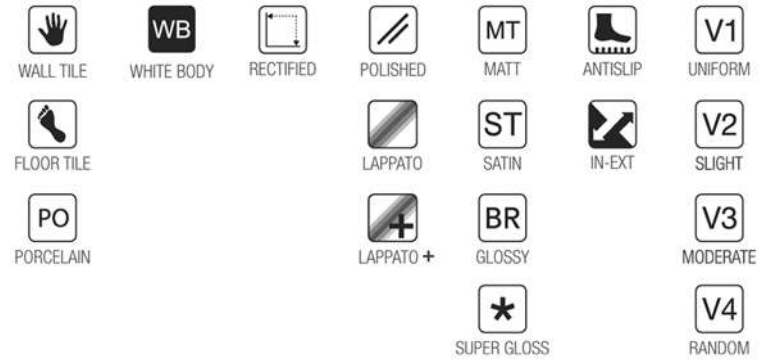 WB
MT
V1
WALL TILE
WHITE BODY
RECTIFIED
POLISHED
MATT
ANTISLIP
UNIFORM
ST
V2
FLOOR TILE
LAPPATO
SATIN
IN-EXT
SLIGHT
PO
BR
V3
PORCELAIN
LAPPATO +
GLOSSY
MODERATE
*
V4
SUPER GLOSS
RANDOM